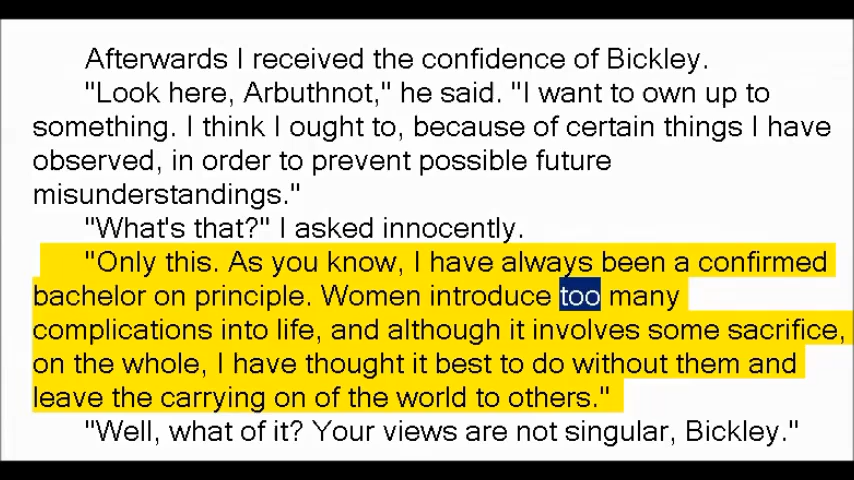 Afterwards I received the confidence of Bickley.
"Look here, Arbuthnot," he said. "I want to own up to
something. I think I ought to, because of certain things I have
observed, in order to prevent possible future
misunderstandings."
"What's that?" I asked innocently.
"Only this. As you know, I have always been a confirmed
bachelor on principle. Women introduce too many
complications into life, and although it involves some sacrifice,
on the whole, I have thought it best to do without them and
leave the carrying on of the world to others."
"Well, what of it? Your views are not singular, Bickley."